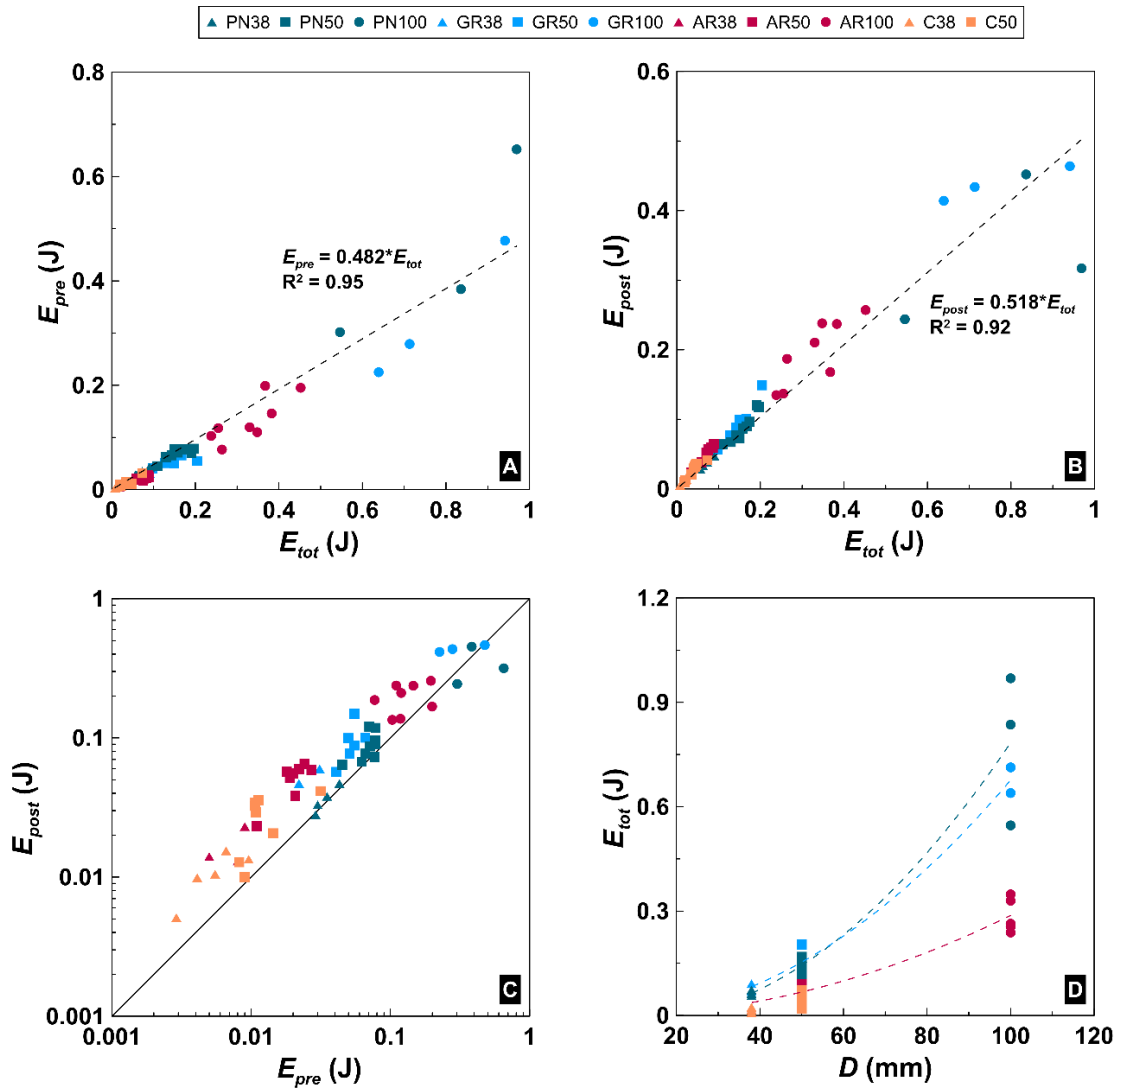 PN38 PN50 PN100 GR38 GR50 GR100 AR38 AR50 AR100 C38 C50
0.8
0.6
0.4
0.2
0
E_pre (J)
E_pre = 0.482*E_tot
R² = 0.95
A
0 0.2 0.4 0.6 0.8 1
E_tot (J)
0.6
0.4
0.2
0
E_post (J)
E_post = 0.518*E_tot
R² = 0.92
B
0 0.2 0.4 0.6 0.8 1
E_tot (J)
1
0.1
0.01
0.001
E_post (J)
C
0.001 0.01 0.1 1
E_pre (J)
1.2
0.9
0.6
0.3
0
E_tot (J)
D
20 40 60 80 100 120
D (mm)